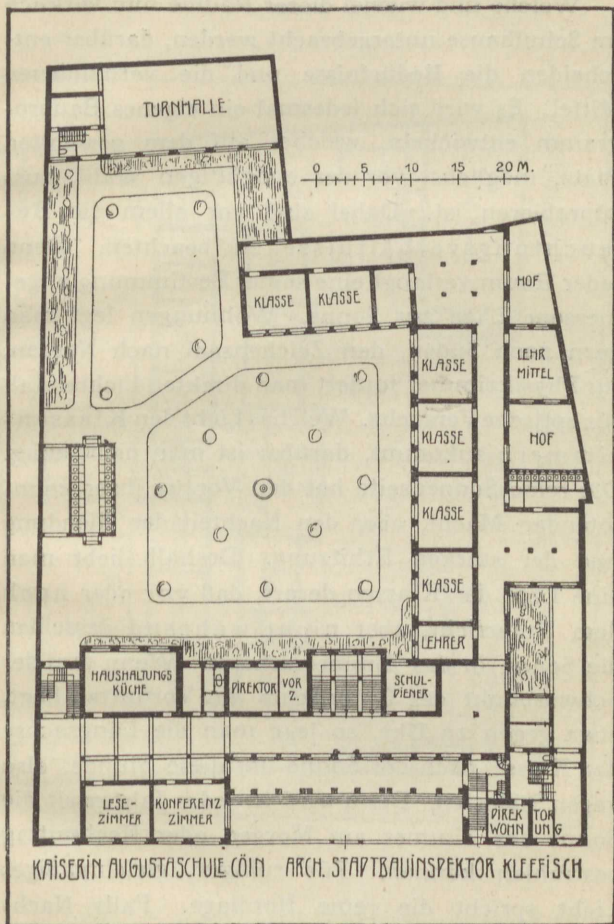 TURNHALLE
0 5 10 15 20 M.
KLASSE
KLASSE
HOF
KLASSE
LEHR
MITTEL
KLASSE
HOF
KLASSE
KLASSE
LEHRER
HAUSHALTUNGS
KÜCHE
DIREKTOR
VOR
Z.
SCHUL-
DIENER
LESE-
ZIMMER
KONFERENZ
ZIMMER
DIREK
WOHN
TOR
UNG
KAISERIN AUGUSTASCHULE CÖLN ARCH. STADTBAUINSPEKTOR KLEEFISCH